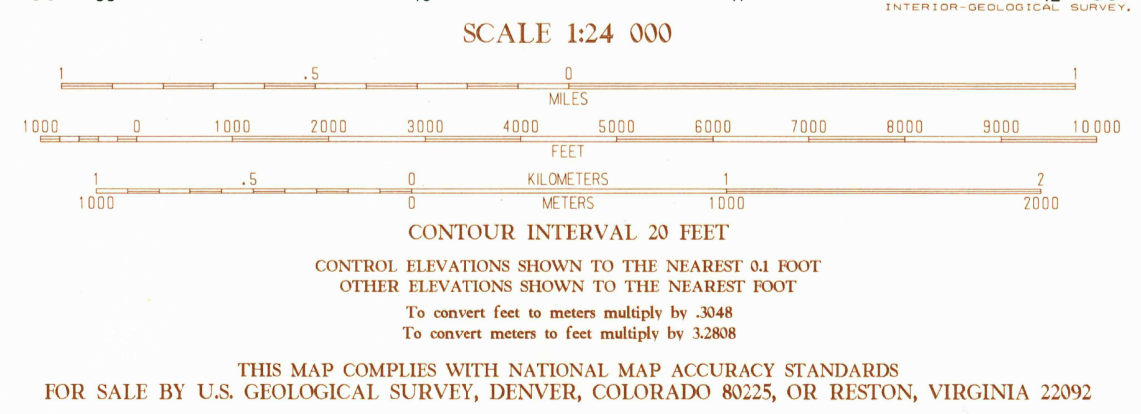 INTERIOR-GEOLOGICAL SURVEY,
SCALE 1:24 000
1 .5 0 1
MILES
1000 0 1000 2000 3000 4000 5000 6000 7000 8000 9000 10 000
FEET
1 .5 0 KILOMETERS 1 2
1000 0 METERS 1000 2000
CONTOUR INTERVAL 20 FEET
CONTROL ELEVATIONS SHOWN TO THE NEAREST 0.1 FOOT
OTHER ELEVATIONS SHOWN TO THE NEAREST FOOT
To convert feet to meters multiply by .3048
To convert meters to feet multiply by 3.2808
THIS MAP COMPLIES WITH NATIONAL MAP ACCURACY STANDARDS
FOR SALE BY U.S. GEOLOGICAL SURVEY, DENVER, COLORADO 80225, OR RESTON, VIRGINIA 22092